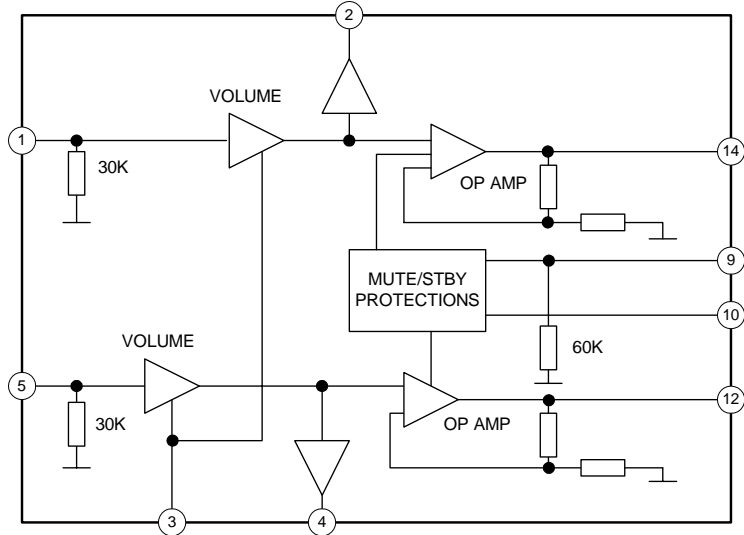 2
VOLUME
1
30K
OP AMP
14
9
MUTE/STBY
PROTECTIONS
10
VOLUME
60K
5
30K
OP AMP
12
3
4